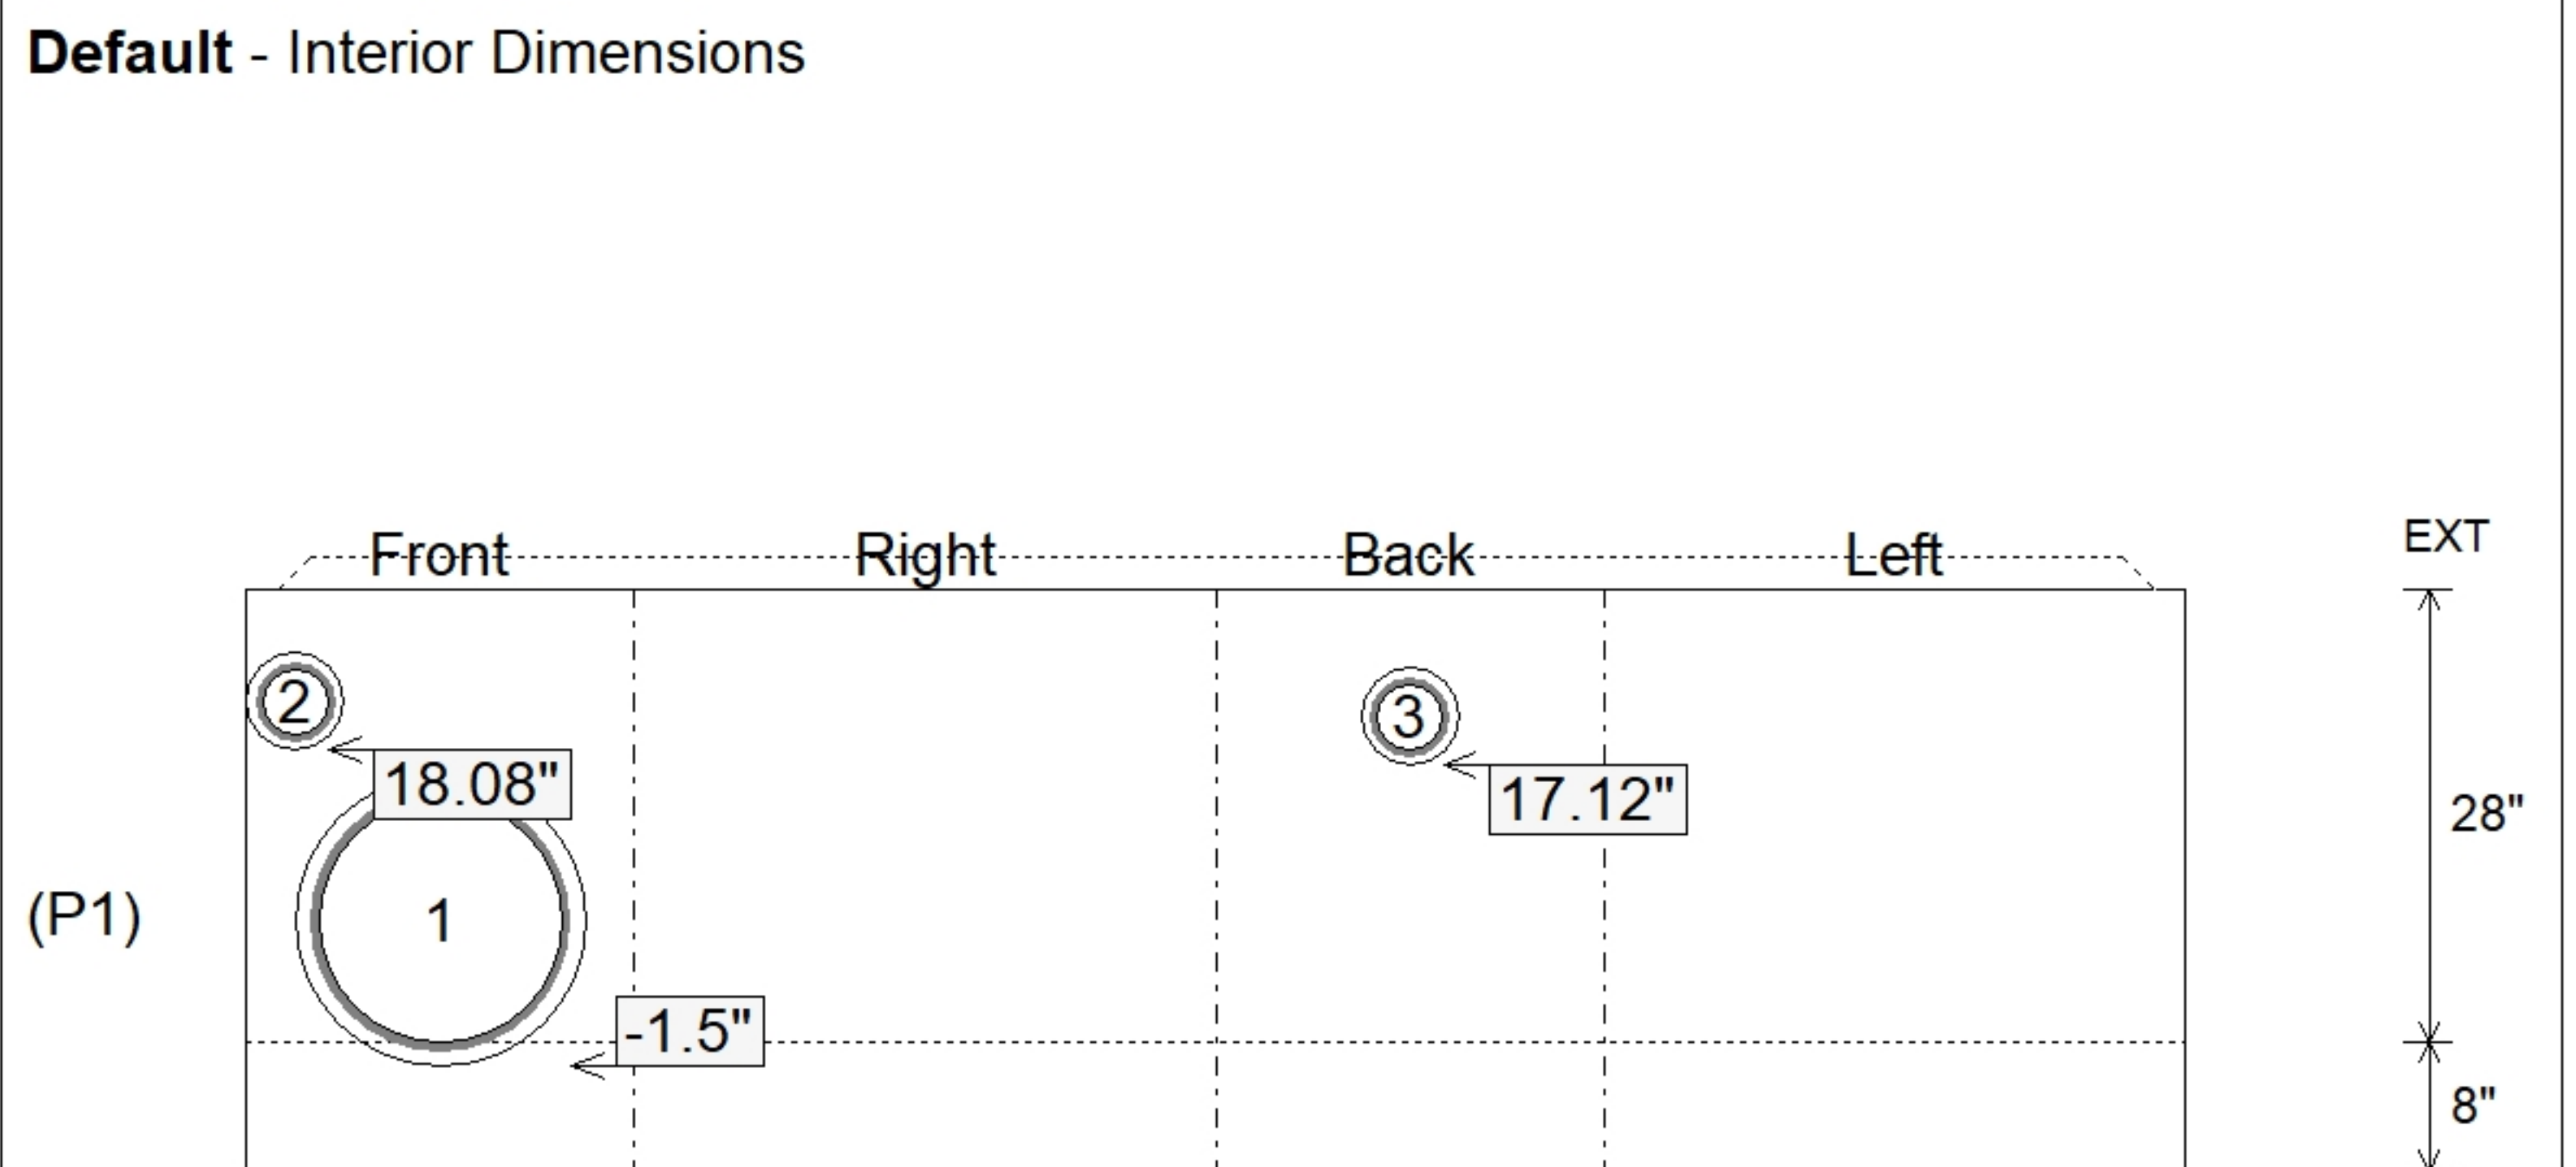 Default - Interior Dimensions
Front Right Back Left
EXT
2
3
18.08"
17.12"
28"
(P1)
1
-1.5"
8"